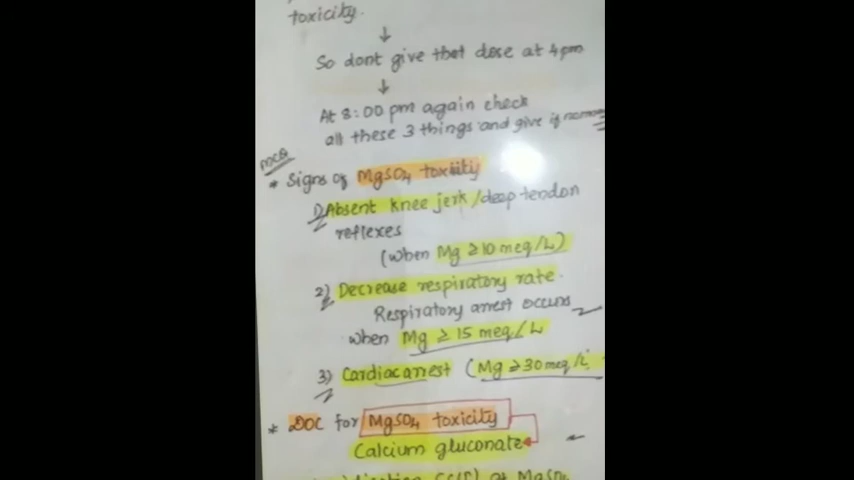 toxicity.
↓
So dont give that dose at 4pm
↓
At 8:00 pm again check
all these 3 things and give if normal
MCQ
* Signs of MgSO4 toxicity
1) Absent knee jerk / deep tendon
reflexes
(when Mg ≥ 10 meq/L)
2) Decrease respiratory rate.
Respiratory arrest occurs
when Mg ≥ 15 meq/L
3) Cardiac arrest (Mg ≥ 30 meq/L
* DOC for MgSO4 toxicity
Calcium gluconate
of MgSO4